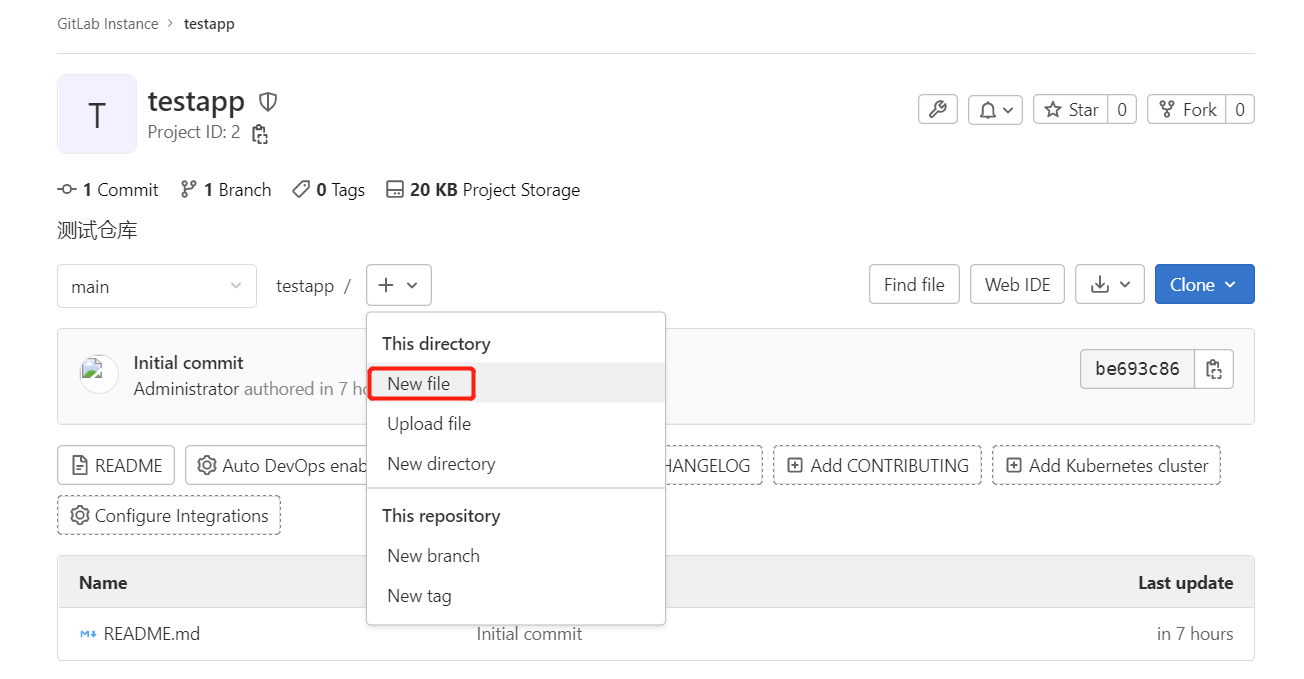 GitLab Instance > testapp
T
testapp
Project ID: 2
Star 0 Fork 0
1 Commit 1 Branch 0 Tags 20 KB Project Storage
测试仓库
main testapp / + Find file Web IDE Clone
This directory
New file
Upload file
New directory
This repository
New branch
New tag
Initial commit
Administrator authored in 7
be693c86
README Auto DevOps enab HANGELOG Add CONTRIBUTING Add Kubernetes cluster
Configure Integrations
Name Last update
README.md Initial commit in 7 hours